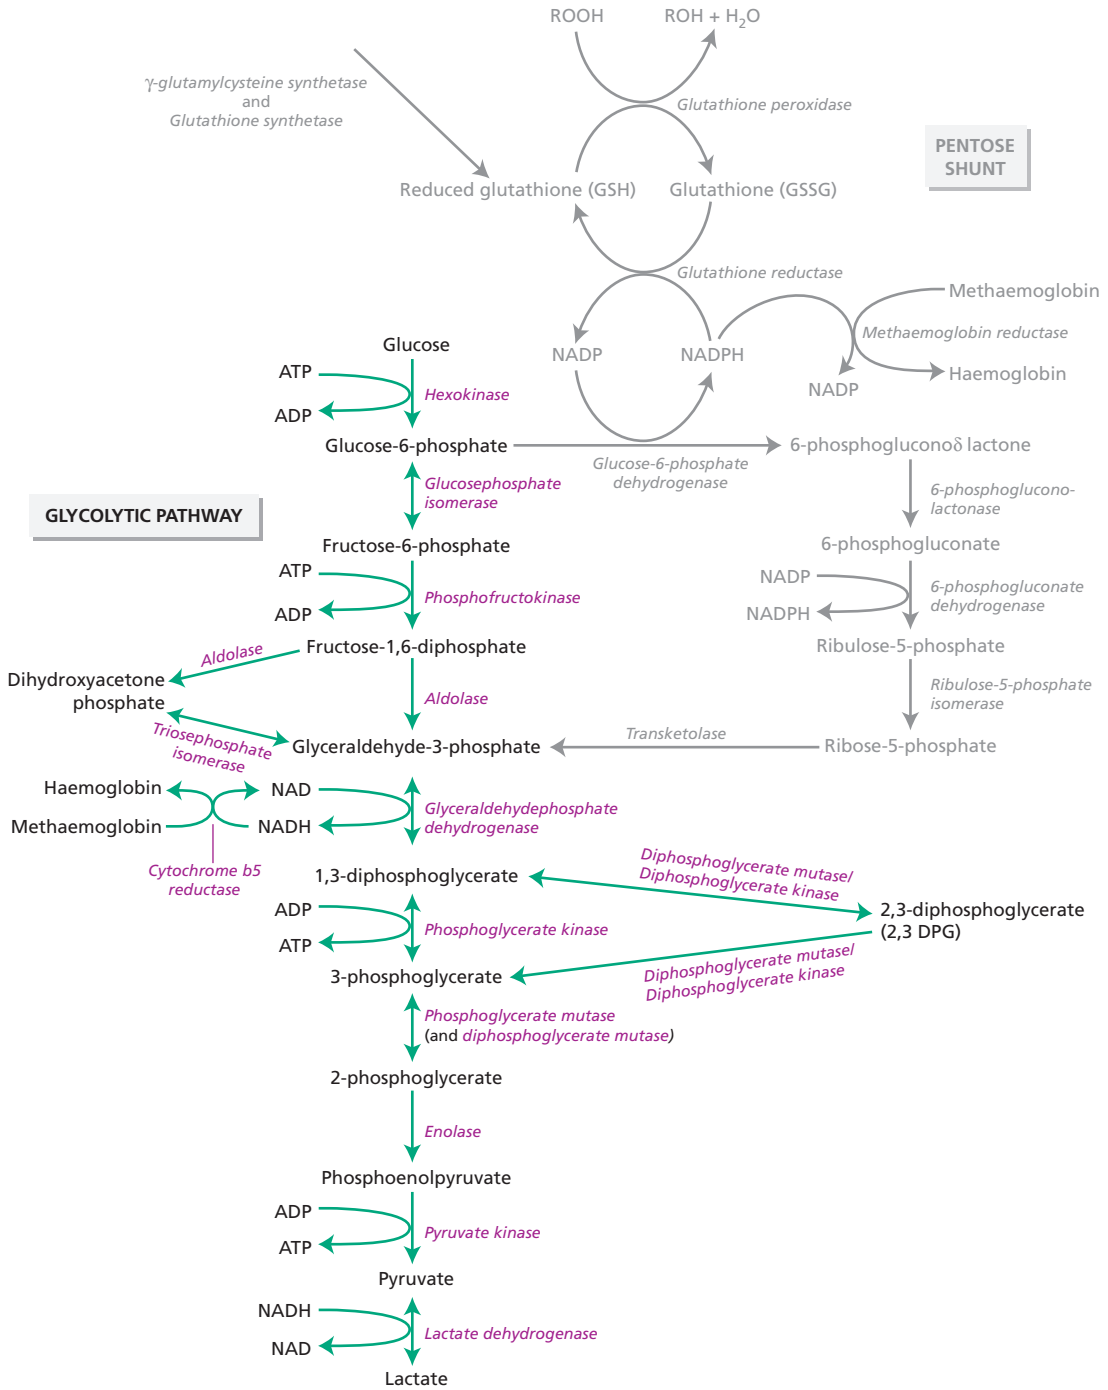 ROOH
ROH + H₂O
γ-glutamylcysteine synthetase
and
Glutathione synthetase
Glutathione peroxidase
PENTOSE
SHUNT
Reduced glutathione (GSH)
Glutathione (GSSG)
Glutathione reductase
Methaemoglobin
Methaemoglobin reductase
NADP
NADPH
Haemoglobin
NADP
Glucose
ATP
Hexokinase
ADP
Glucose-6-phosphate
6-phosphogluconoδ lactone
Glucose-6-phosphate
dehydrogenase
Glucosephosphate
isomerase
6-phosphoglucono-
lactonase
GLYCOLYTIC PATHWAY
Fructose-6-phosphate
6-phosphogluconate
ATP
Phosphofructokinase
ADP
NADP
6-phosphogluconate
dehydrogenase
NADPH
Fructose-1,6-diphosphate
Ribulose-5-phosphate
Aldolase
Dihydroxyacetone
phosphate
Aldolase
Ribulose-5-phosphate
isomerase
Triosephosphate
isomerase
Glyceraldehyde-3-phosphate
Transketolase
Ribose-5-phosphate
Haemoglobin
NAD
Glyceraldehydephosphate
dehydrogenase
Methaemoglobin
NADH
Cytochrome b5
reductase
1,3-diphosphoglycerate
Diphosphoglycerate mutase/
Diphosphoglycerate kinase
2,3-diphosphoglycerate
(2,3 DPG)
ADP
Phosphoglycerate kinase
ATP
3-phosphoglycerate
Diphosphoglycerate mutase/
Diphosphoglycerate kinase
Phosphoglycerate mutase
(and diphosphoglycerate mutase)
2-phosphoglycerate
Enolase
Phosphoenolpyruvate
ADP
Pyruvate kinase
ATP
Pyruvate
NADH
Lactate dehydrogenase
NAD
Lactate